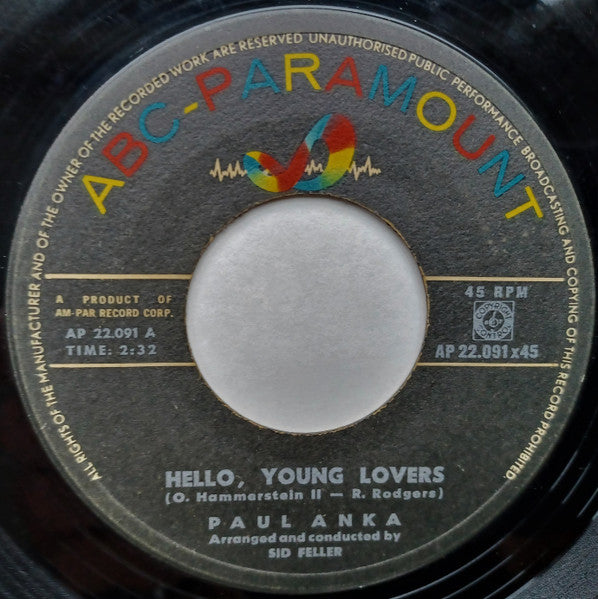 ALL RIGHTS OF THE MANUFACTURER AND OF THE OWNER OF THE RECORDED WORK ARE RESERVED UNAUTHORISED PUBLIC PERFORMANCE BROADCASTING AND COPYING OF THIS RECORD PROHIBITED.
ABC-PARAMOUNT
A PRODUCT OF
AM-PAR RECORD CORP.
AP 22.091 A
TIME: 2:32
45 RPM
AP 22.091x45
HELLO, YOUNG LOVERS
(O. Hammerstein II — R. Rodgers)
PAUL ANKA
Arranged and conducted by
SID FELLER